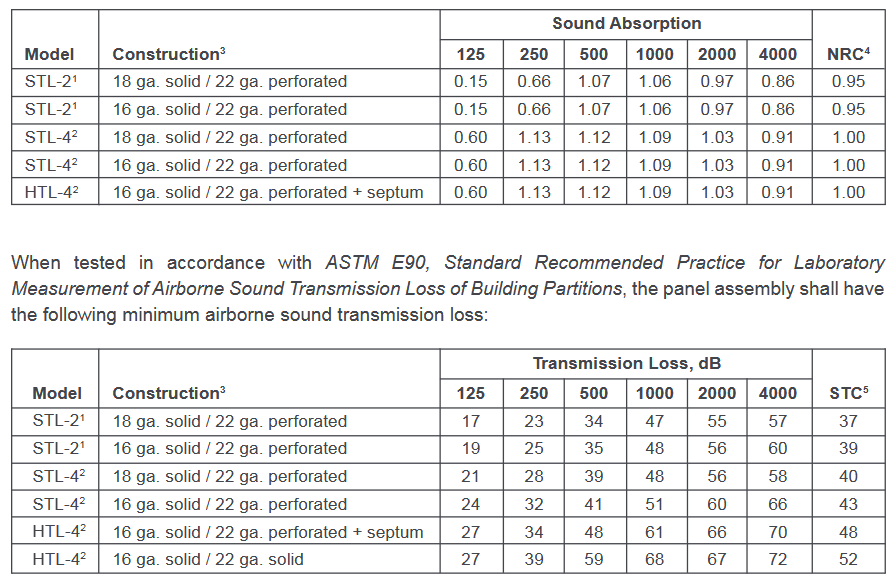 Sound Absorption
Model Construction³ 125 250 500 1000 2000 4000 NRC⁴
STL-2¹ 18 ga. solid / 22 ga. perforated 0.15 0.66 1.07 1.06 0.97 0.86 0.95
STL-2¹ 16 ga. solid / 22 ga. perforated 0.15 0.66 1.07 1.06 0.97 0.86 0.95
STL-4² 18 ga. solid / 22 ga. perforated 0.60 1.13 1.12 1.09 1.03 0.91 1.00
STL-4² 16 ga. solid / 22 ga. perforated 0.60 1.13 1.12 1.09 1.03 0.91 1.00
HTL-4² 16 ga. solid / 22 ga. perforated + septum 0.60 1.13 1.12 1.09 1.03 0.91 1.00
When tested in accordance with ASTM E90, Standard Recommended Practice for Laboratory
Measurement of Airborne Sound Transmission Loss of Building Partitions, the panel assembly shall have
the following minimum airborne sound transmission loss:
Transmission Loss, dB
Model Construction³ 125 250 500 1000 2000 4000 STC⁵
STL-2¹ 18 ga. solid / 22 ga. perforated 17 23 34 47 55 57 37
STL-2¹ 16 ga. solid / 22 ga. perforated 19 25 35 48 56 60 39
STL-4² 18 ga. solid / 22 ga. perforated 21 28 39 48 56 58 40
STL-4² 16 ga. solid / 22 ga. perforated 24 32 41 51 60 66 43
HTL-4² 16 ga. solid / 22 ga. perforated + septum 27 34 48 61 66 70 48
HTL-4² 16 ga. solid / 22 ga. solid 27 39 59 68 67 72 52